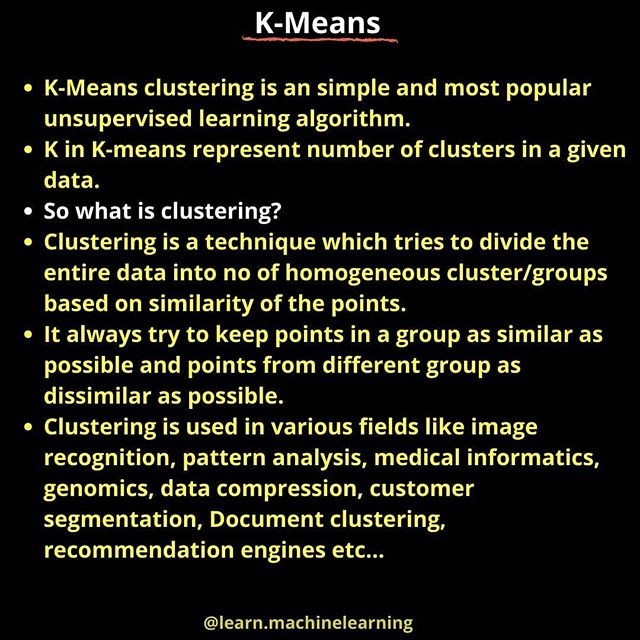 K-Means
• K-Means clustering is an simple and most popular
unsupervised learning algorithm.
• K in K-means represent number of clusters in a given
data.
• So what is clustering?
• Clustering is a technique which tries to divide the
entire data into no of homogeneous cluster/groups
based on similarity of the points.
• It always try to keep points in a group as similar as
possible and points from different group as
dissimilar as possible.
• Clustering is used in various fields like image
recognition, pattern analysis, medical informatics,
genomics, data compression, customer
segmentation, Document clustering,
recommendation engines etc...
@learn.machinelearning